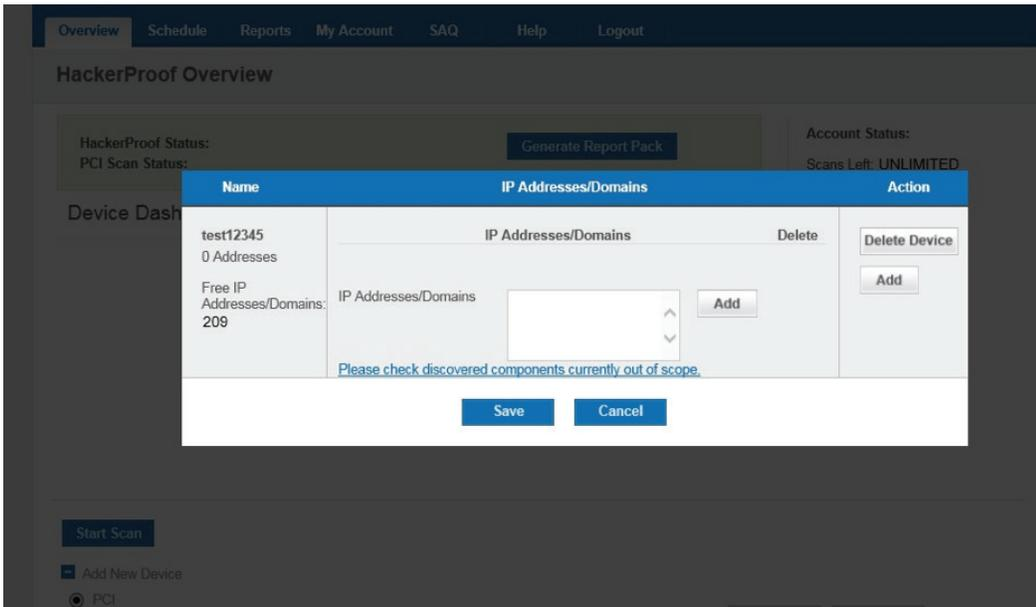 Overview Schedule Reports My Account SAQ Help Logout
HackerProof Overview
HackerProof Status:
PCI Scan Status:
Generate Report Pack
Account Status:
Scans Left: UNLIMITED
Device Dash
Name IP Addresses/Domains Action
test12345
0 Addresses
Free IP
Addresses/Domains:
209
IP Addresses/Domains Delete
IP Addresses/Domains
Add
Please check discovered components currently out of scope.
Delete Device
Add
Save Cancel
Start Scan
Add New Device
PCI